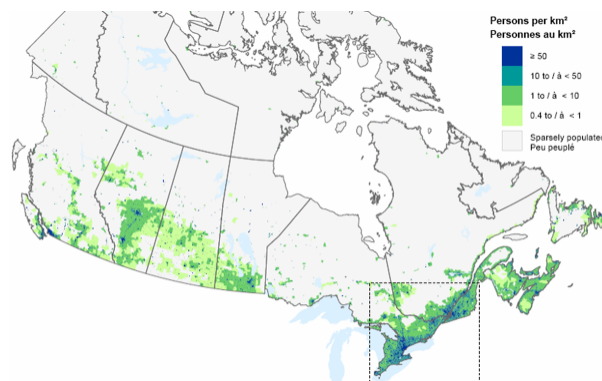 Persons per km²
Personnes au km²
≥ 50
10 to / à < 50
1 to / à < 10
0.4 to / à < 1
Sparsely populate
Peu peuplé